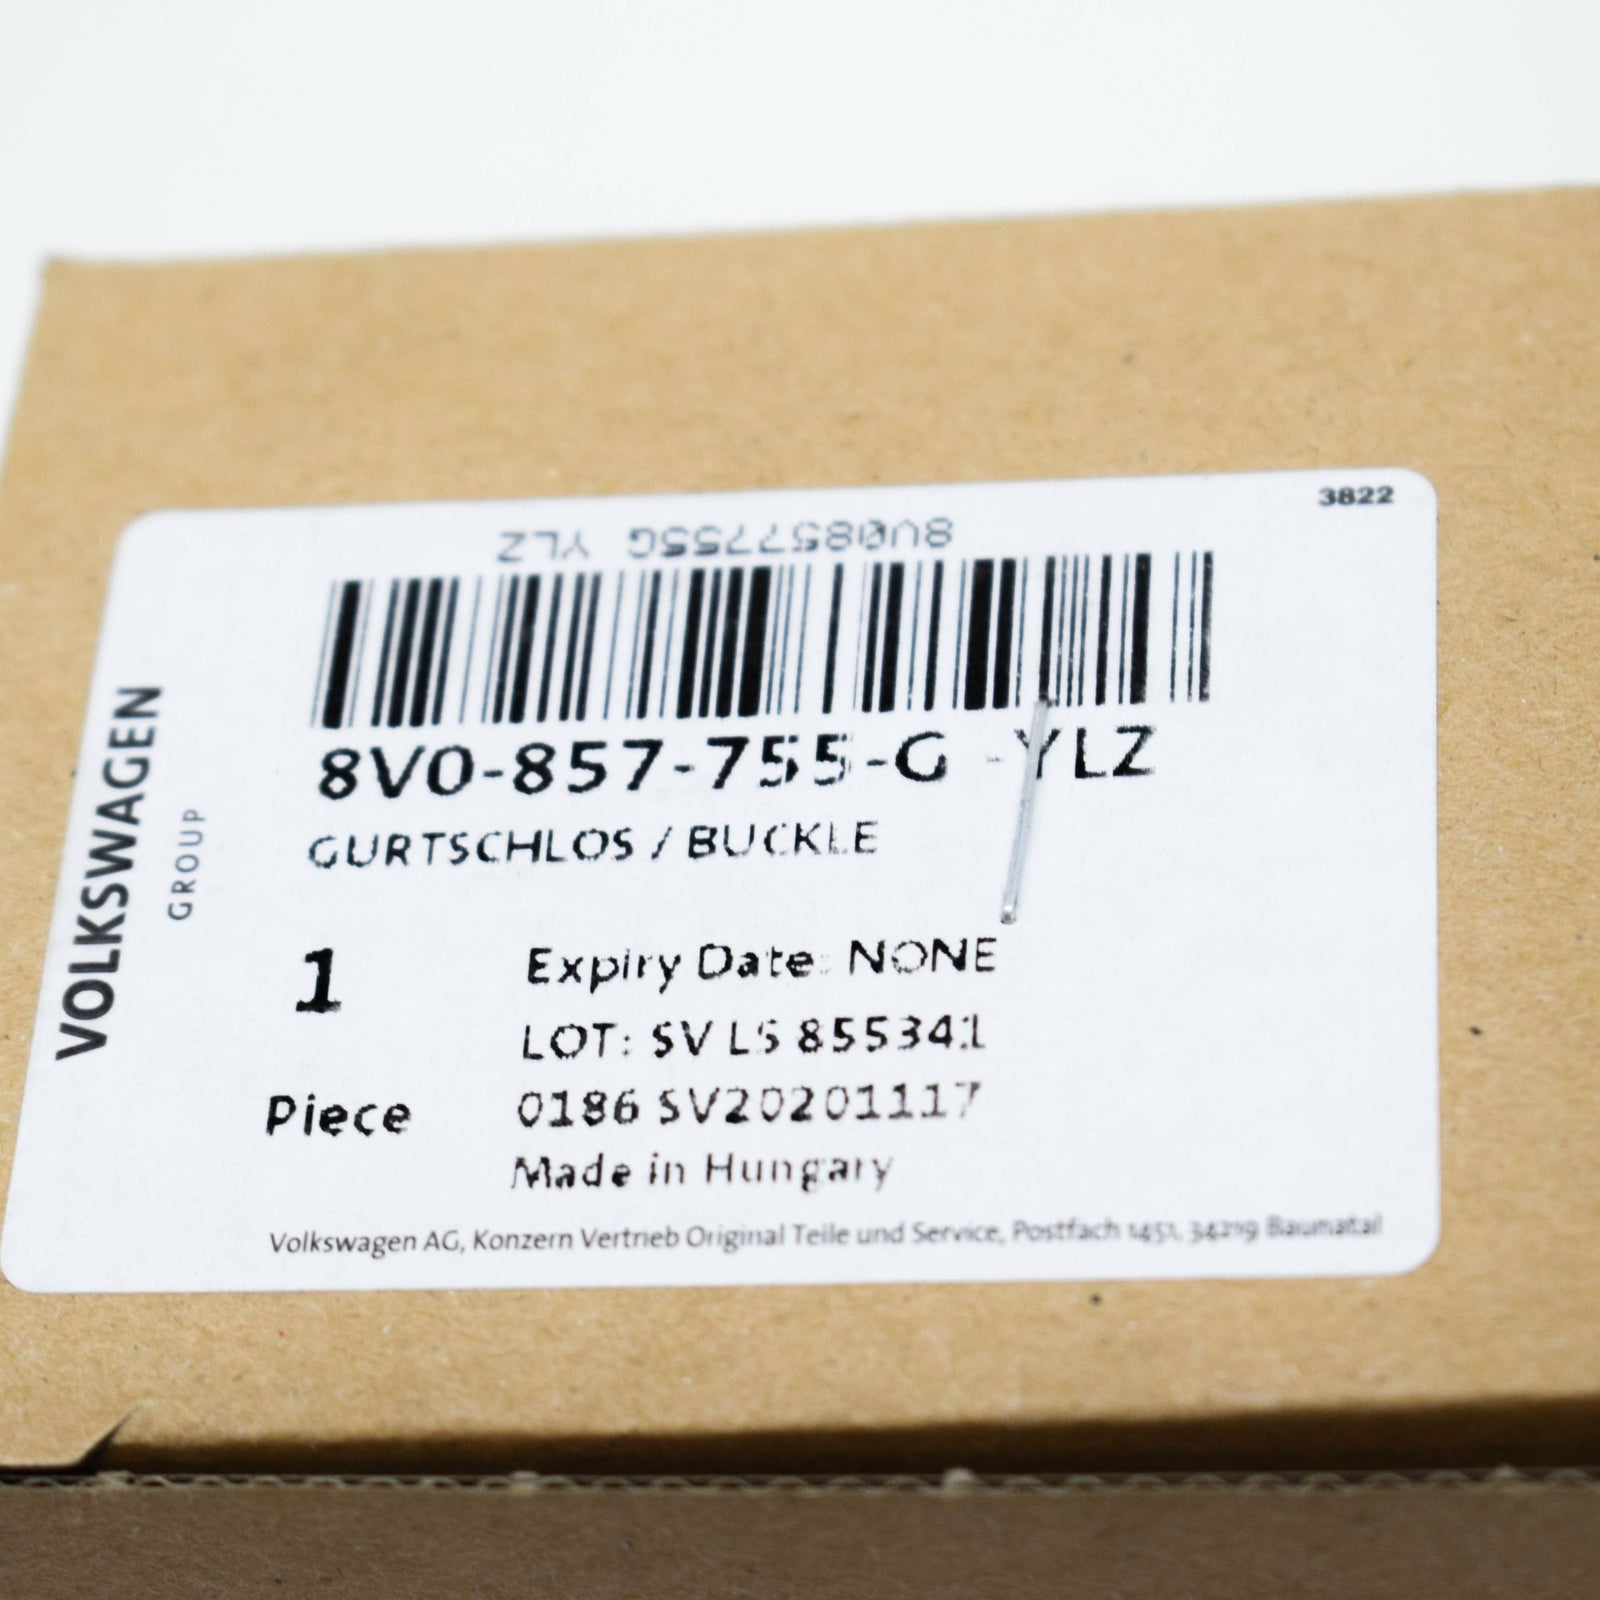 3822
8V0857755G YLZ
8V0-857-755-G -YLZ
GURTSCHLOS / BUCKLE
VOLKSWAGEN
GROUP
1
Piece
Expiry Date: NONE
LOT: SV LS 855341
0186 SV20201117
Made in Hungary
Volkswagen AG, Konzern Vertrieb Original Teile und Service, Postfach 1451, 34219 Baunatal